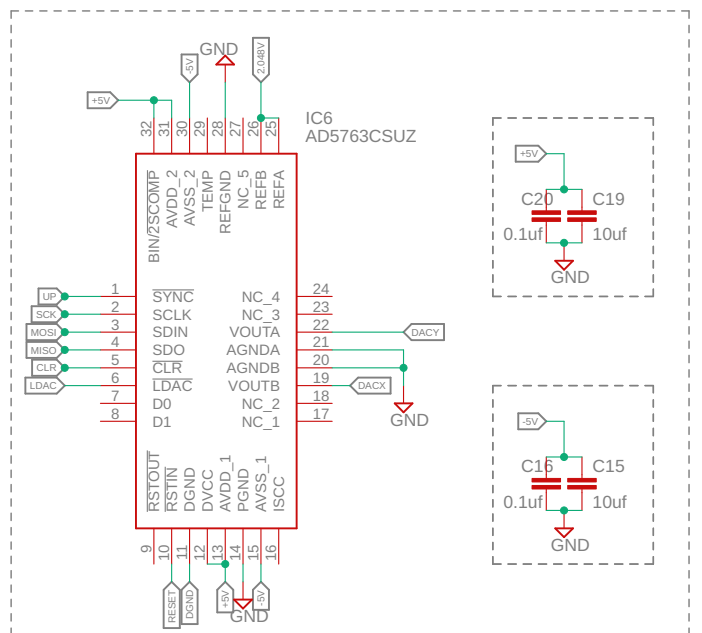 GND
-5V
2.048V
+5V
IC6
AD5763CSUZ
32
31
30
29
28
27
26
25
BIN/2SCOMP
AVDD_2
AVSS_2
TEMP
REFGND
NC_5
REFB
REFA
+5V
C20
C19
0.1uf
10uf
GND
UP 1 SYNC NC_4 24
SCK 2 SCLK NC_3 23
MOSI 3 SDIN VOUTA 22 DACY
MISO 4 SDO AGNDA 21
CLR 5 CLR AGNDB 20
LDAC 6 LDAC VOUTB 19 DACX
7 D0 NC_2 18
8 D1 NC_1 17
GND
-5V
C16
C15
0.1uf
10uf
GND
RSTOUT
RSTIN
DGND
DVCC
AVDD_1
PGND
AVSS_1
ISCC
9
10
11
12
13
14
15
16
RESET
DGND
+5V
GND
-5V